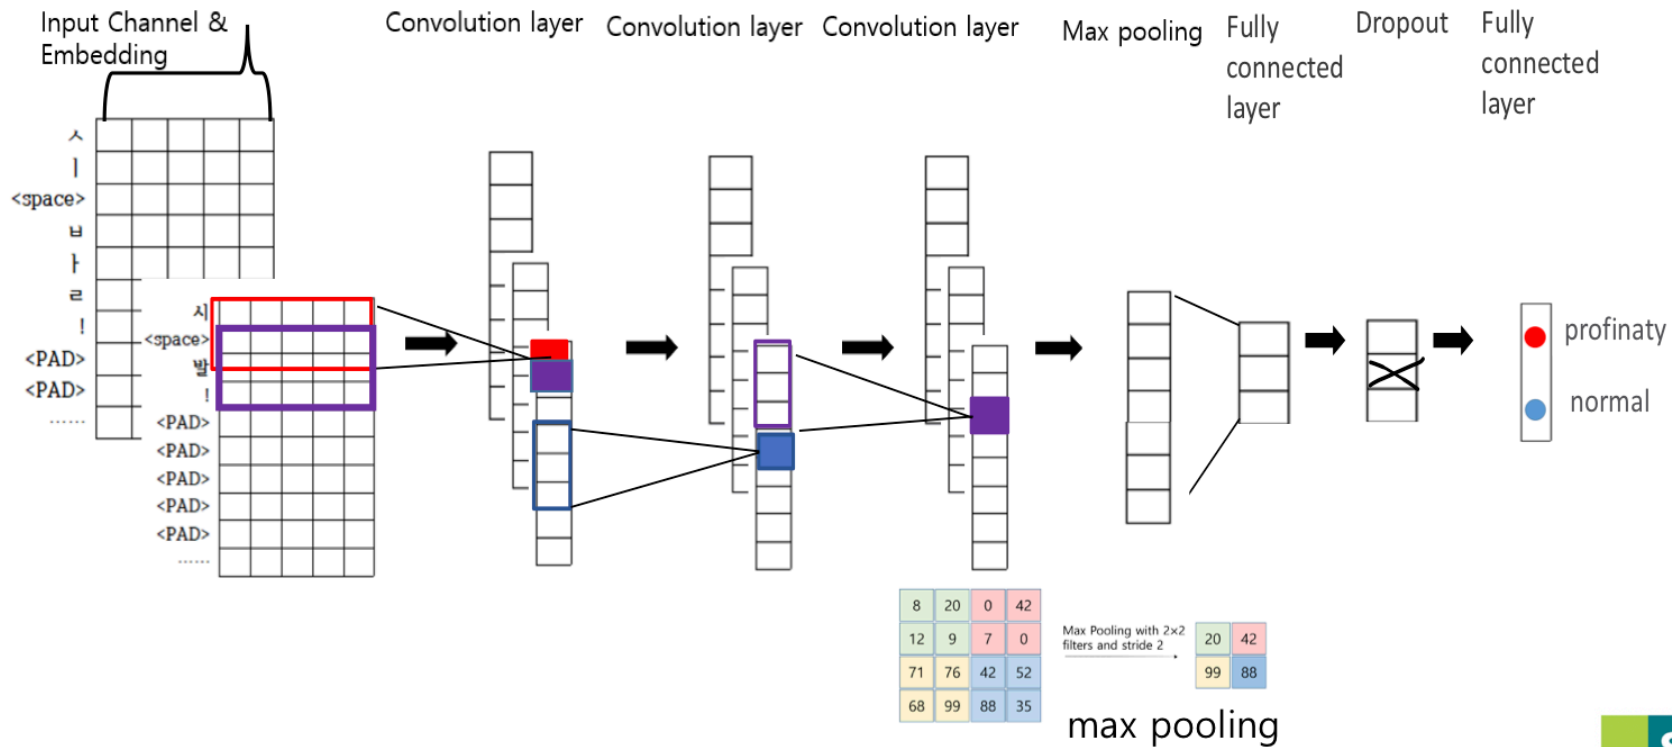 Input Channel &
Embedding
Convolution layer
Convolution layer
Convolution layer
Max pooling
Fully
connected
layer
Dropout
Fully
connected
layer
ㅅ
ㅣ
<space>
ㅂ
ㅏ
ㄹ
!
<PAD>
<PAD>
......
시
<space>
발
!
<PAD>
<PAD>
<PAD>
<PAD>
<PAD>
......
profinaty
normal
8 20 0 42
12 9 7 0
71 76 42 52
68 99 88 35
Max Pooling with 2×2
filters and stride 2
20 42
99 88
max pooling